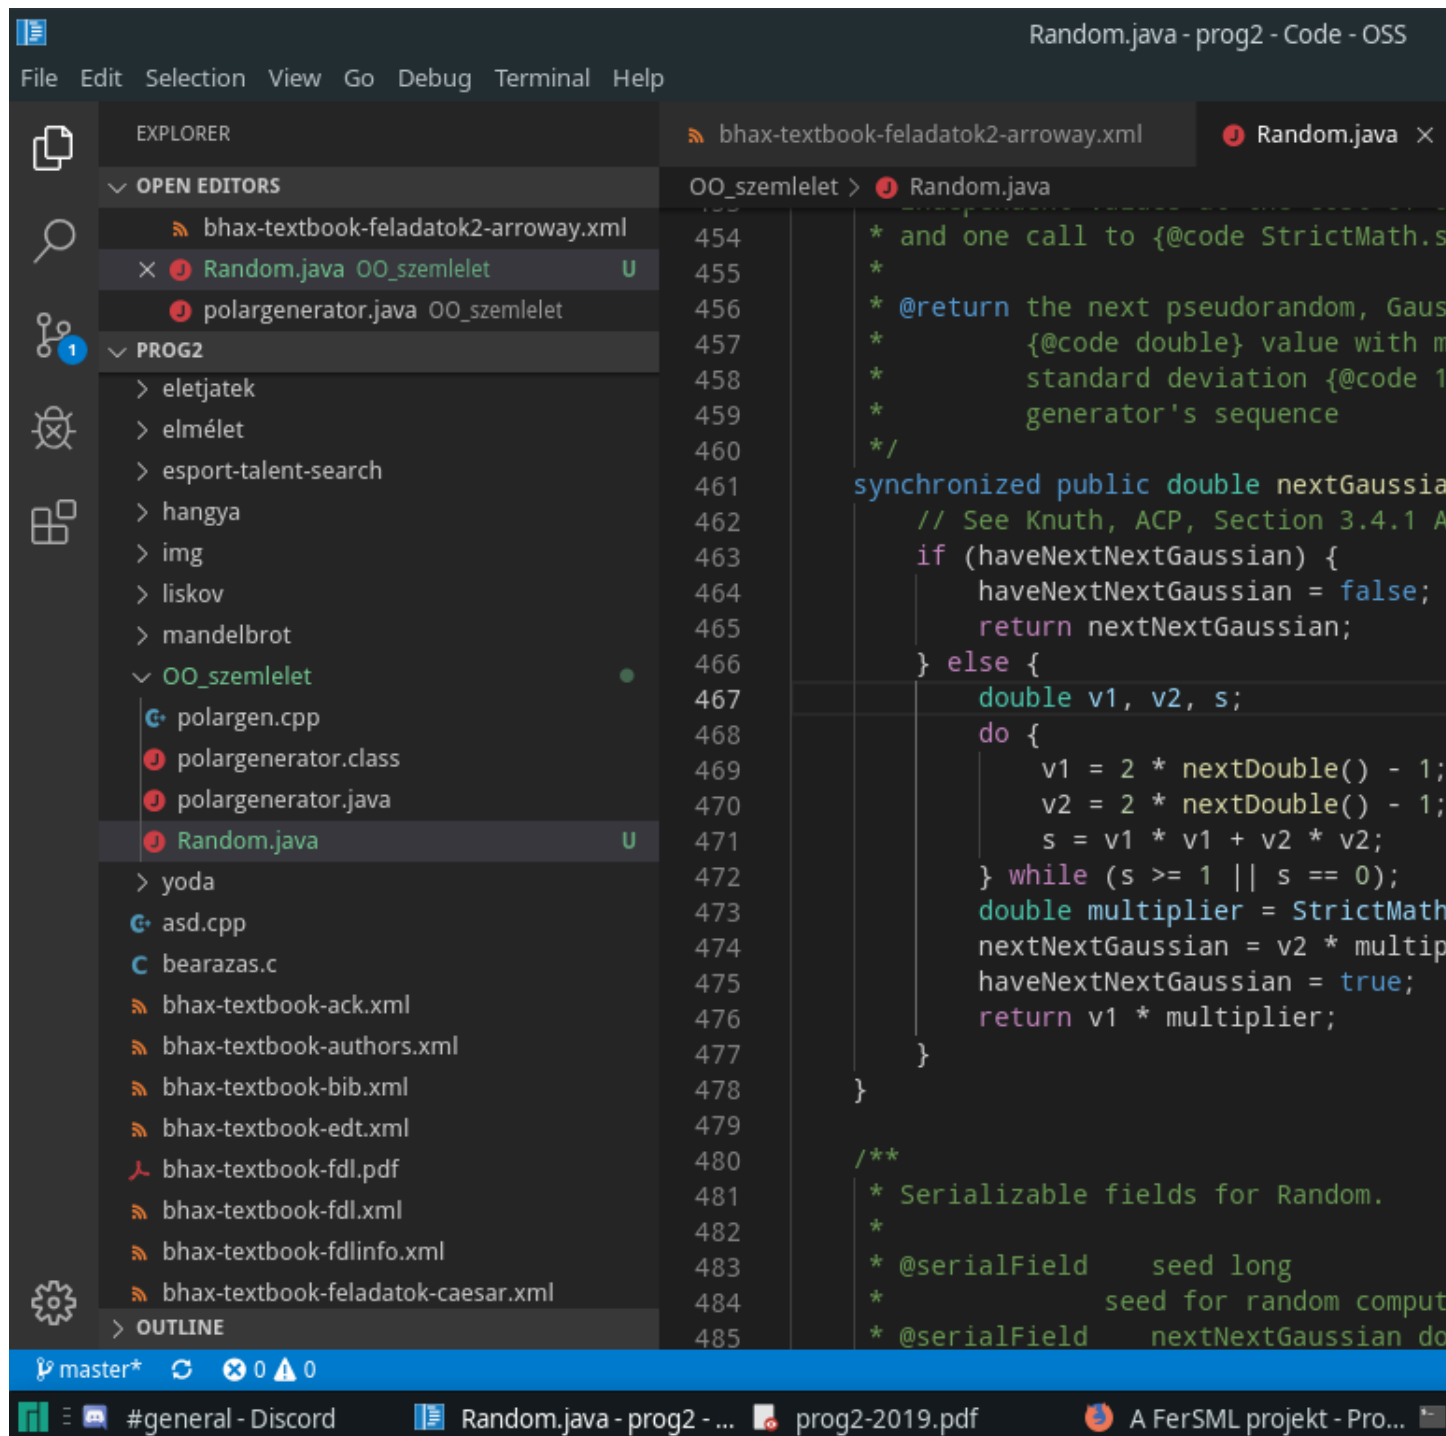 Random.java - prog2 - Code - OSS
File Edit Selection View Go Debug Terminal Help
EXPLORER
OPEN EDITORS
bhax-textbook-feladatok2-arroway.xml
Random.java OO_szemlelet U
polargenerator.java OO_szemlelet
1
PROG2
eletjatek
elmélet
esport-talent-search
hangya
img
liskov
mandelbrot
OO_szemlelet
polargen.cpp
polargenerator.class
polargenerator.java
Random.java U
yoda
asd.cpp
bearazas.c
bhax-textbook-ack.xml
bhax-textbook-authors.xml
bhax-textbook-bib.xml
bhax-textbook-edt.xml
bhax-textbook-fdl.pdf
bhax-textbook-fdl.xml
bhax-textbook-fdlinfo.xml
bhax-textbook-feladatok-caesar.xml
OUTLINE
bhax-textbook-feladatok2-arroway.xml Random.java
OO_szemlelet > Random.java
454 * and one call to {@code StrictMath.s
455 *
456 * @return the next pseudorandom, Gaus
457 * {@code double} value with m
458 * standard deviation {@code 1
459 * generator's sequence
460 */
461 synchronized public double nextGaussia
462 // See Knuth, ACP, Section 3.4.1 A
463 if (haveNextNextGaussian) {
464 haveNextNextGaussian = false;
465 return nextNextGaussian;
466 } else {
467 double v1, v2, s;
468 do {
469 v1 = 2 * nextDouble() - 1;
470 v2 = 2 * nextDouble() - 1;
471 s = v1 * v1 + v2 * v2;
472 } while (s >= 1 || s == 0);
473 double multiplier = StrictMath
474 nextNextGaussian = v2 * multip
475 haveNextNextGaussian = true;
476 return v1 * multiplier;
477 }
478 }
479
480 /**
481 * Serializable fields for Random.
482 *
483 * @serialField seed long
484 * seed for random comput
485 * @serialField nextNextGaussian do
master* 0 0
#general - Discord Random.java - prog2 - ... prog2-2019.pdf A FerSML projekt - Pro...